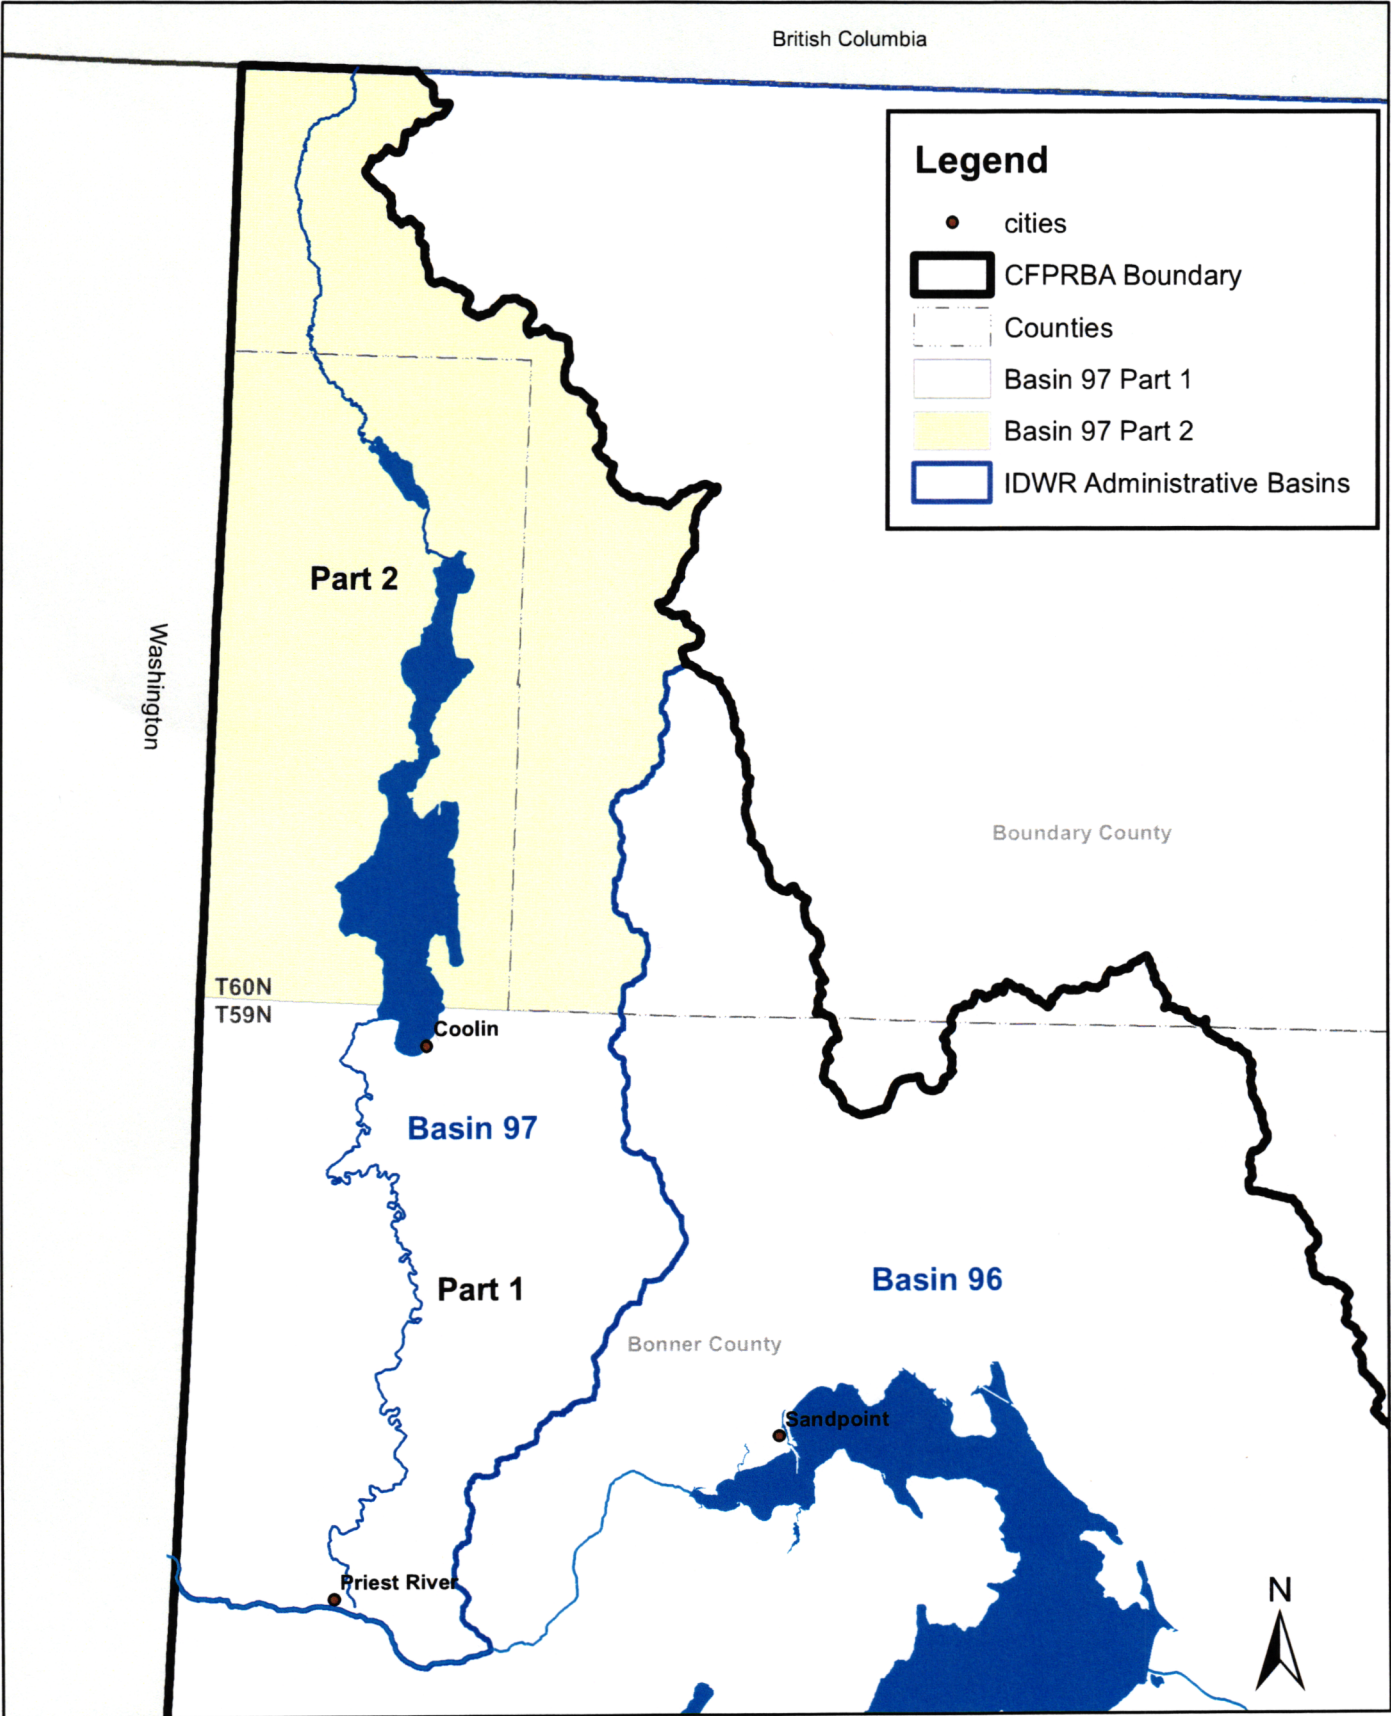 British Columbia
Legend
cities
CFPRBA Boundary
Counties
Basin 97 Part 1
Basin 97 Part 2
IDWR Administrative Basins
Part 2
Washington
Boundary County
T60N
T59N
Coolin
Basin 97
Basin 96
Part 1
Bonner County
Sandpoint
Priest River
N